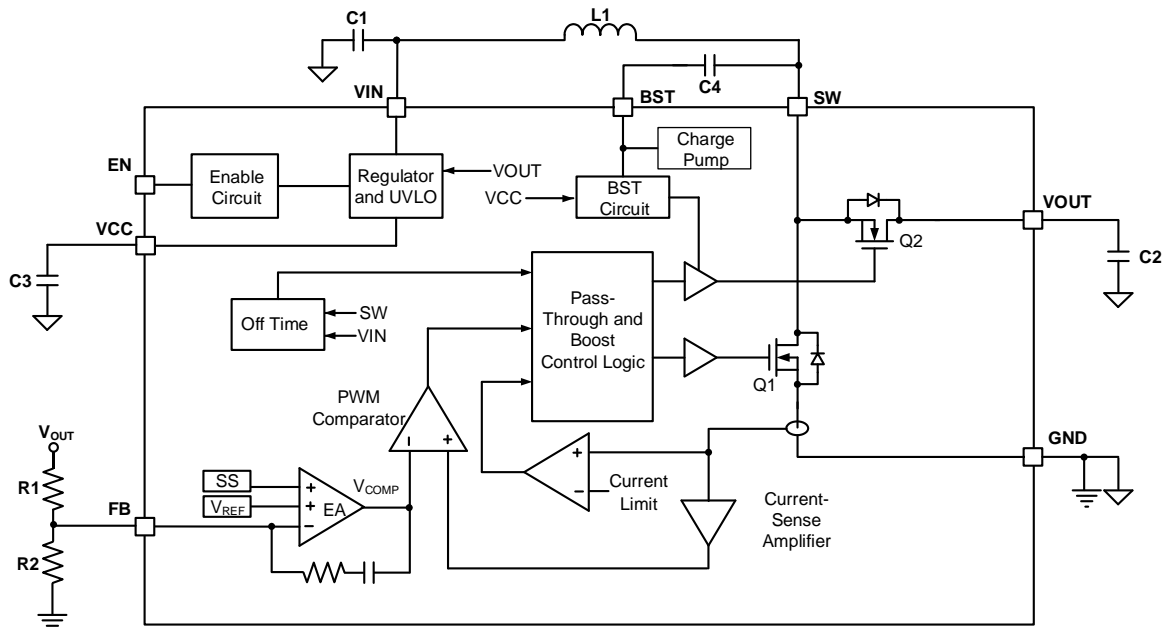 C1
L1
C4
VIN
BST
SW
Charge
Pump
EN
Enable
Circuit
Regulator
and UVLO
VOUT
VCC
BST
Circuit
VCC
VOUT
Q2
C3
C2
Off Time
SW
VIN
Pass-
Through and
Boost
Control Logic
Q1
PWM
Comparator
VOUT
GND
R1
SS
VREF
+
+
−
EA
VCOMP
−
+
+
−
Current
Limit
Current-
Sense
Amplifier
FB
R2